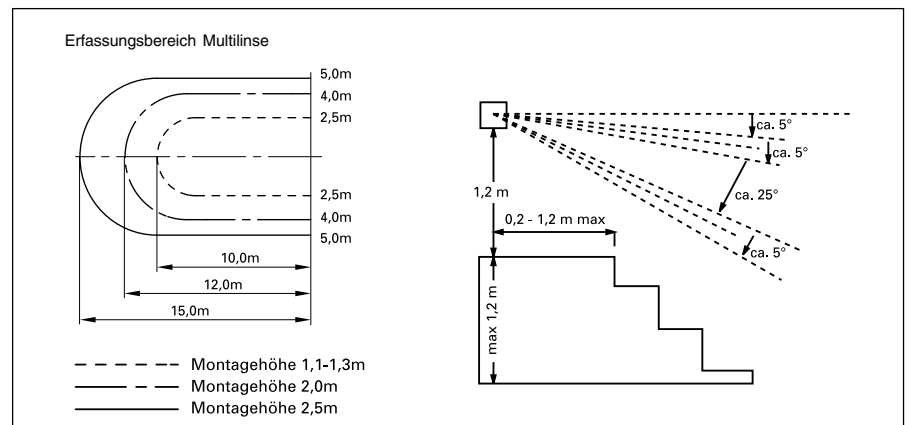 Erfassungsbereich Multilinse
5,0m
4,0m
2,5m
2,5m
4,0m
5,0m
10,0m
12,0m
15,0m
Montagehöhe 1,1-1,3m
Montagehöhe 2,0m
Montagehöhe 2,5m
ca. 5°
ca. 5°
ca. 25°
ca. 5°
1,2 m
0,2 - 1,2 m max
max 1,2 m